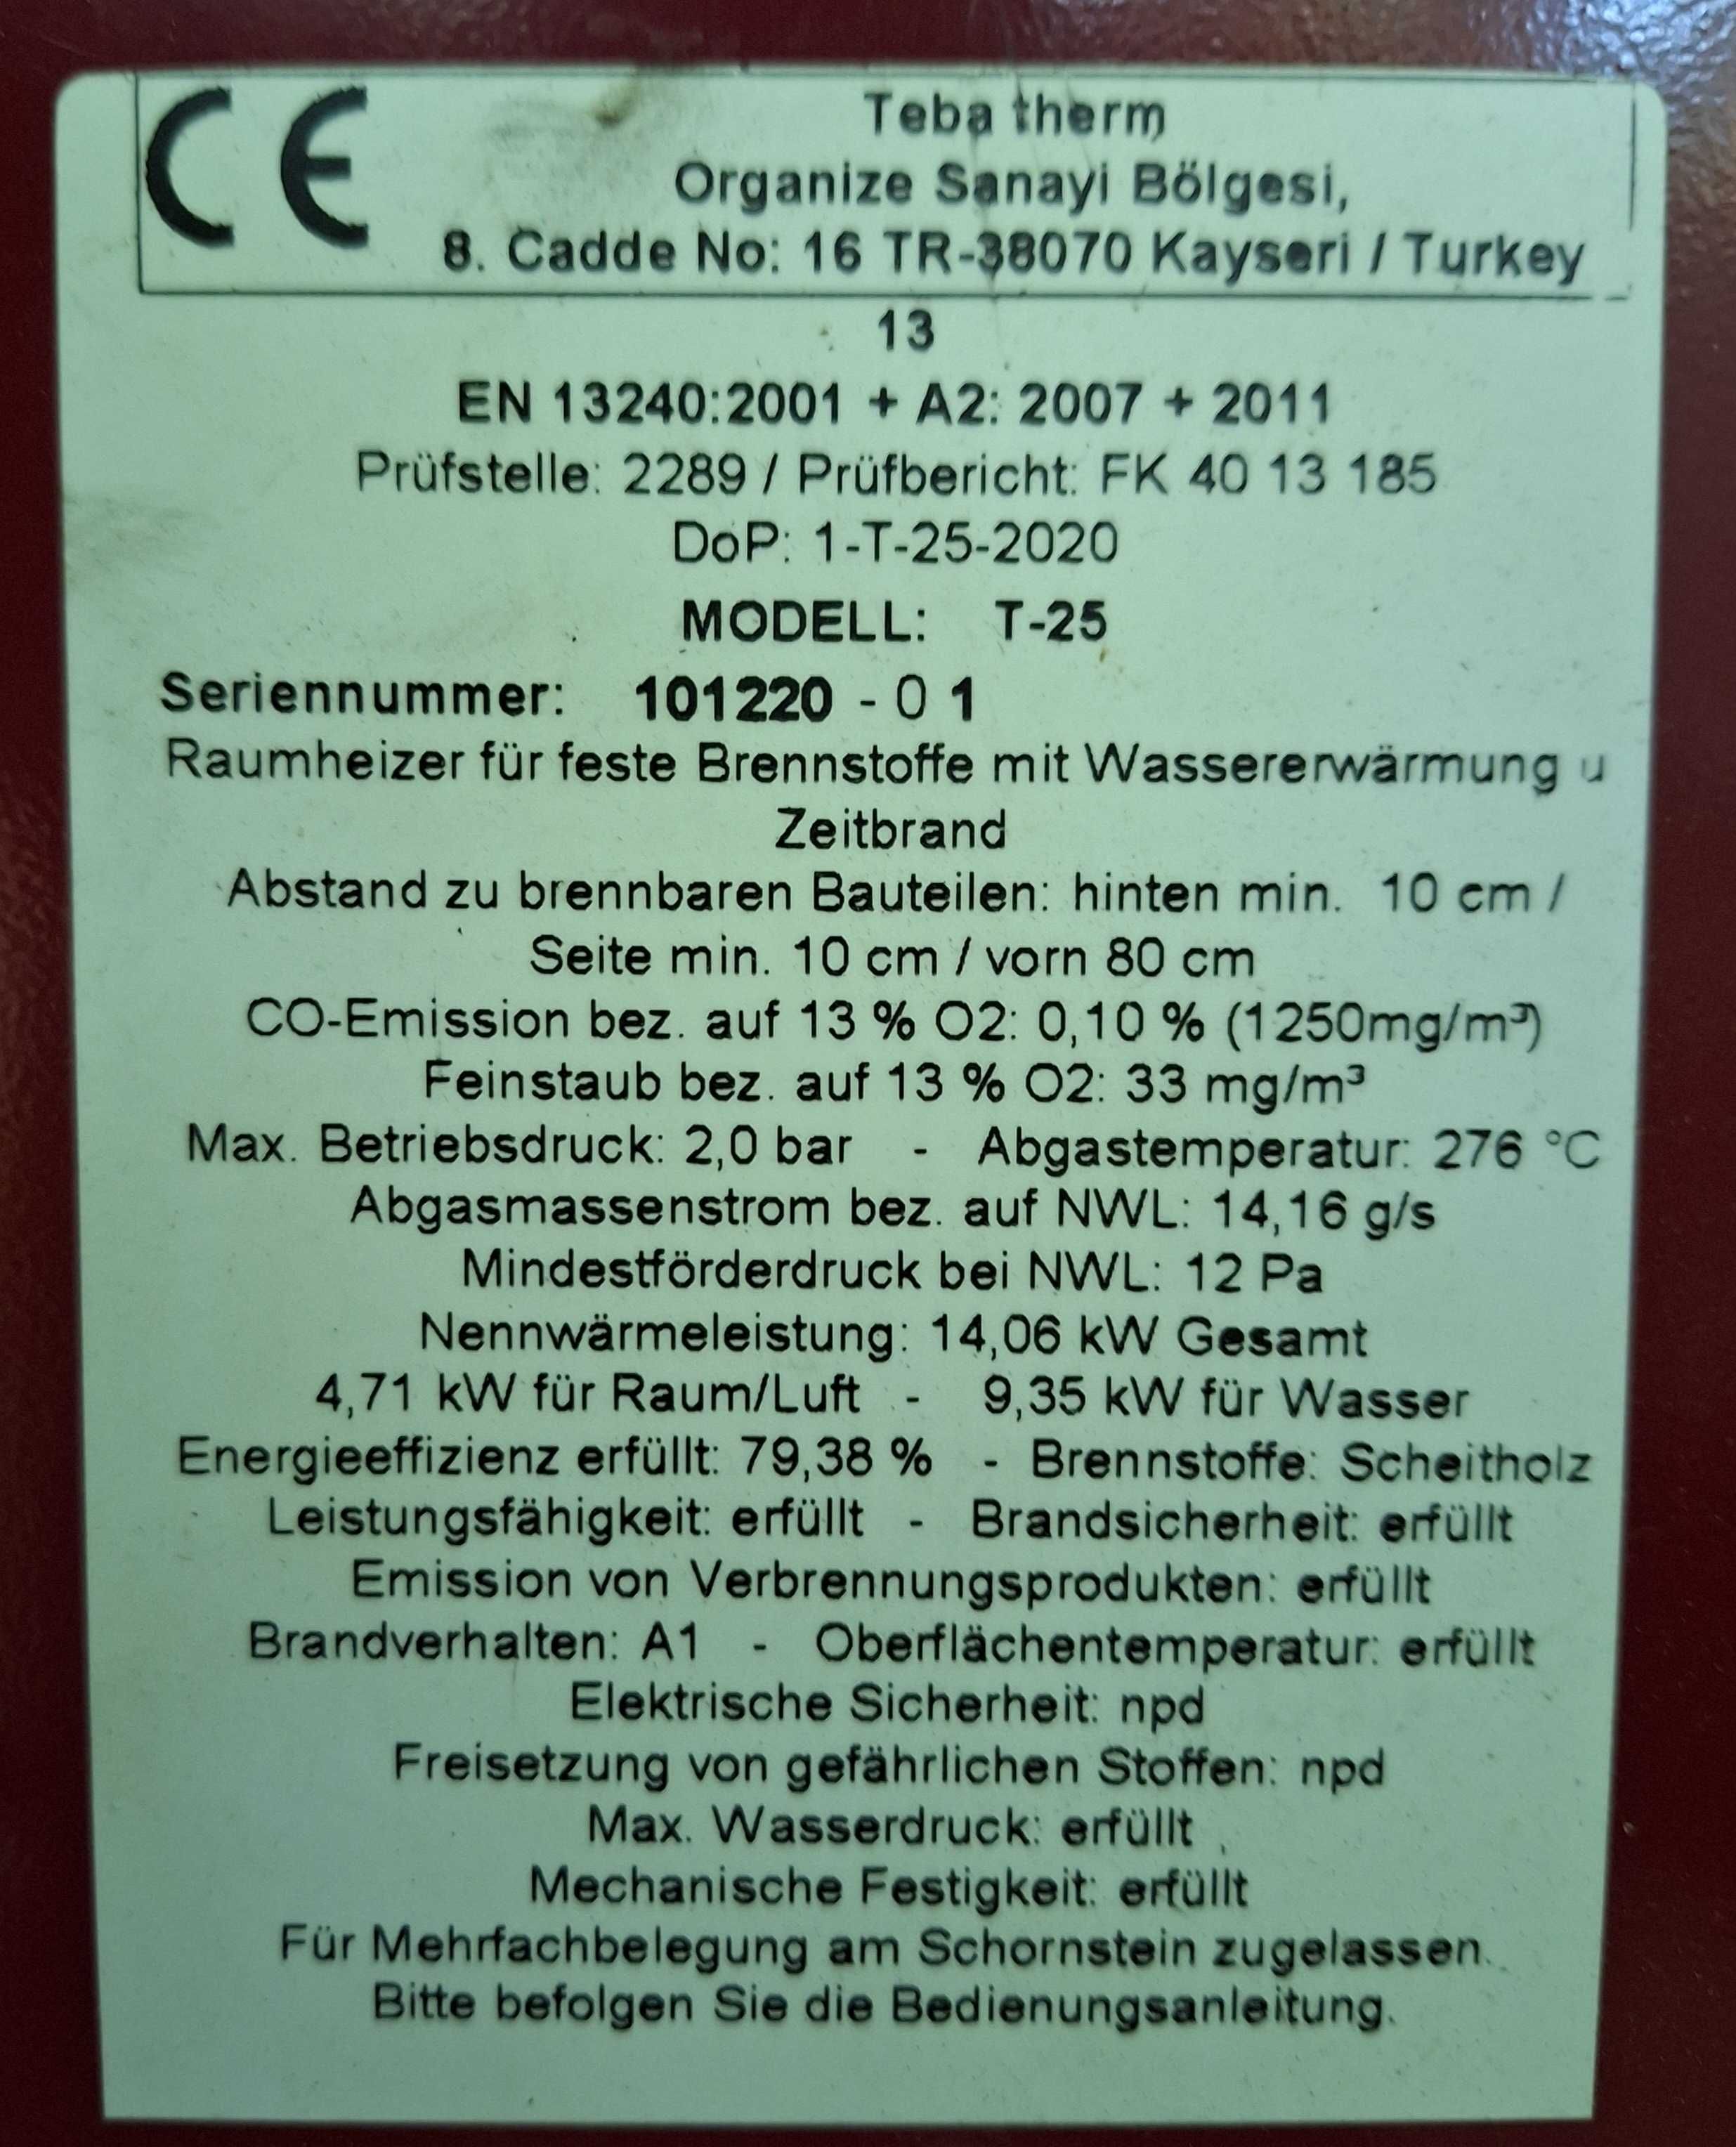 CE
Teba therm
Organize Sanayi Bölgesi,
8. Cadde No: 16 TR-38070 Kayseri / Turkey
13
EN 13240:2001 + A2: 2007 + 2011
Prüfstelle: 2289 / Prüfbericht: FK 40 13 185
DoP: 1-T-25-2020
MODELL: T-25
Seriennummer: 101220 - 0 1
Raumheizer für feste Brennstoffe mit Wassererwärmung u
Zeitbrand
Abstand zu brennbaren Bauteilen: hinten min. 10 cm /
Seite min. 10 cm / vorn 80 cm
CO-Emission bez. auf 13 % O2: 0,10 % (1250mg/m³)
Feinstaub bez. auf 13 % O2: 33 mg/m³
Max. Betriebsdruck: 2,0 bar - Abgastemperatur: 276 °C
Abgasmassenstrom bez. auf NWL: 14,16 g/s
Mindestförderdruck bei NWL: 12 Pa
Nennwärmeleistung: 14,06 kW Gesamt
4,71 kW für Raum/Luft - 9,35 kW für Wasser
Energieeffizienz erfüllt: 79,38 % - Brennstoffe: Scheitholz
Leistungsfähigkeit: erfüllt - Brandsicherheit: erfüllt
Emission von Verbrennungsprodukten: erfüllt
Brandverhalten: A1 - Oberflächentemperatur: erfüllt
Elektrische Sicherheit: npd
Freisetzung von gefährlichen Stoffen: npd
Max. Wasserdruck: erfüllt
Mechanische Festigkeit: erfüllt
Für Mehrfachbelegung am Schornstein zugelassen.
Bitte befolgen Sie die Bedienungsanleitung.